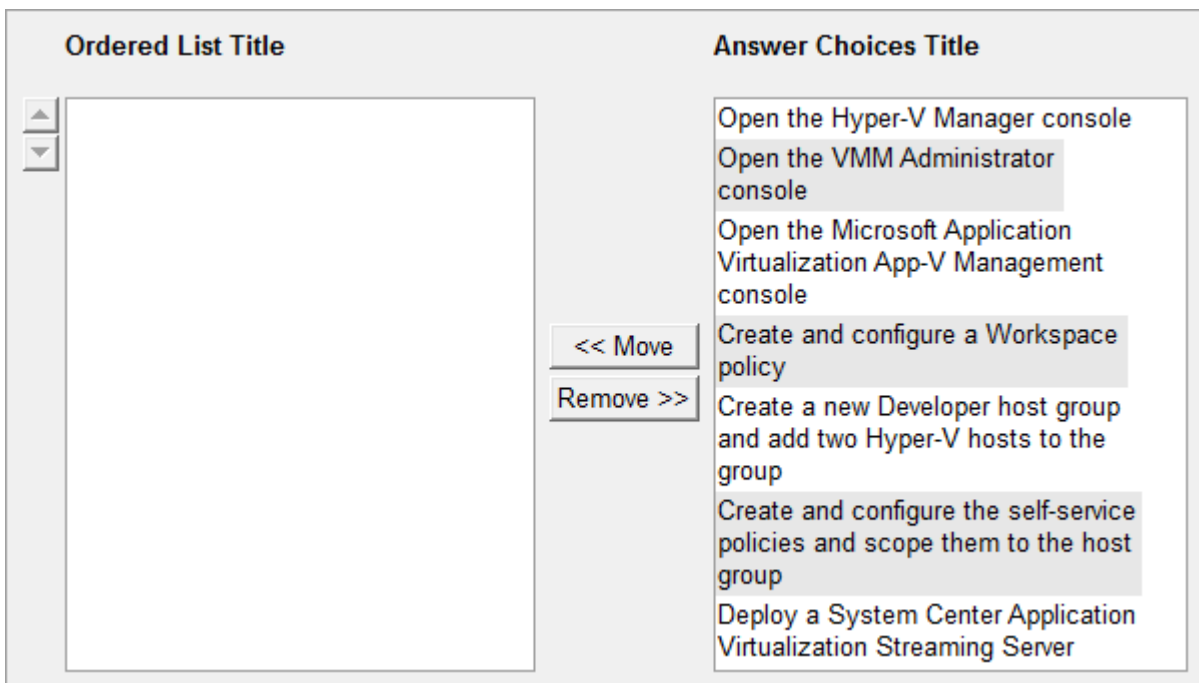 Ordered List Title
Answer Choices Title
Open the Hyper-V Manager console
Open the VMM Administrator
console
Open the Microsoft Application
Virtualization App-V Management
console
Create and configure a Workspace
policy
Create a new Developer host group
and add two Hyper-V hosts to the
group
Create and configure the self-service
policies and scope them to the host
group
Deploy a System Center Application
Virtualization Streaming Server
<< Move
Remove >>